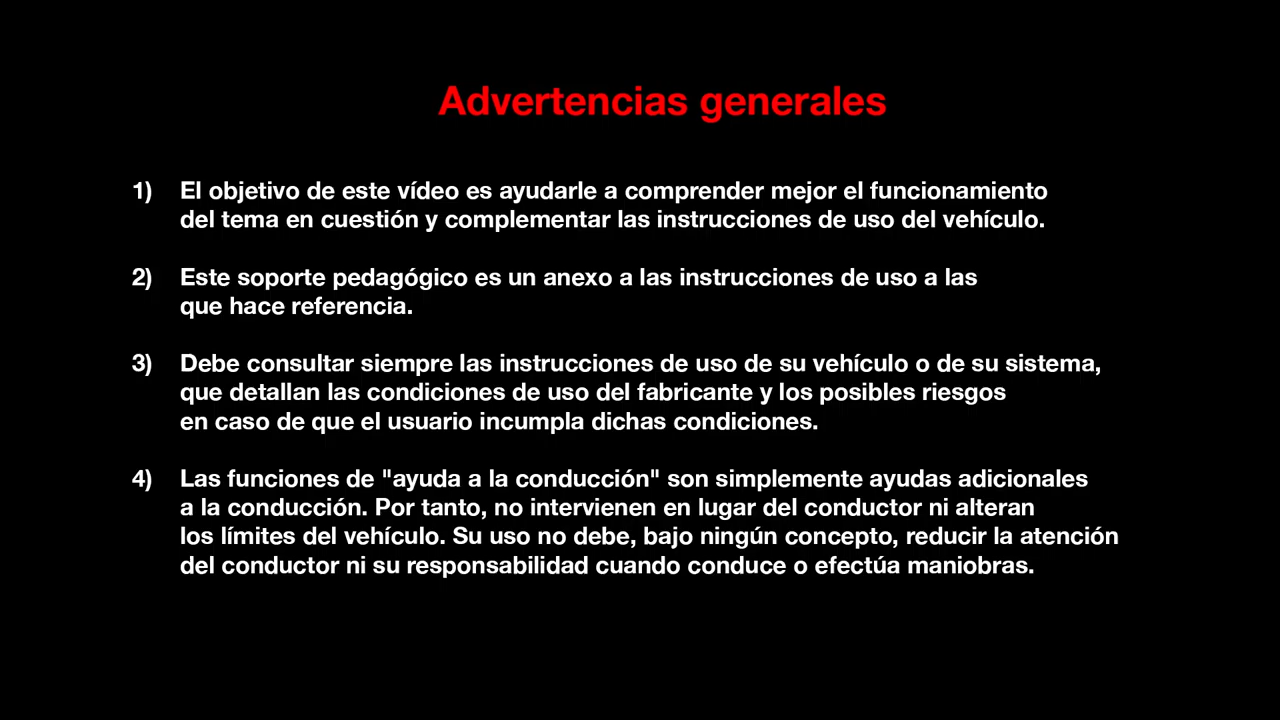 Advertencias generales
1) El objetivo de este vídeo es ayudarle a comprender mejor el funcionamiento
del tema en cuestión y complementar las instrucciones de uso del vehículo.
2) Este soporte pedagógico es un anexo a las instrucciones de uso a las
que hace referencia.
3) Debe consultar siempre las instrucciones de uso de su vehículo o de su sistema,
que detallan las condiciones de uso del fabricante y los posibles riesgos
en caso de que el usuario incumpla dichas condiciones.
4) Las funciones de "ayuda a la conducción" son simplemente ayudas adicionales
a la conducción. Por tanto, no intervienen en lugar del conductor ni alteran
los límites del vehículo. Su uso no debe, bajo ningún concepto, reducir la atención
del conductor ni su responsabilidad cuando conduce o efectúa maniobras.